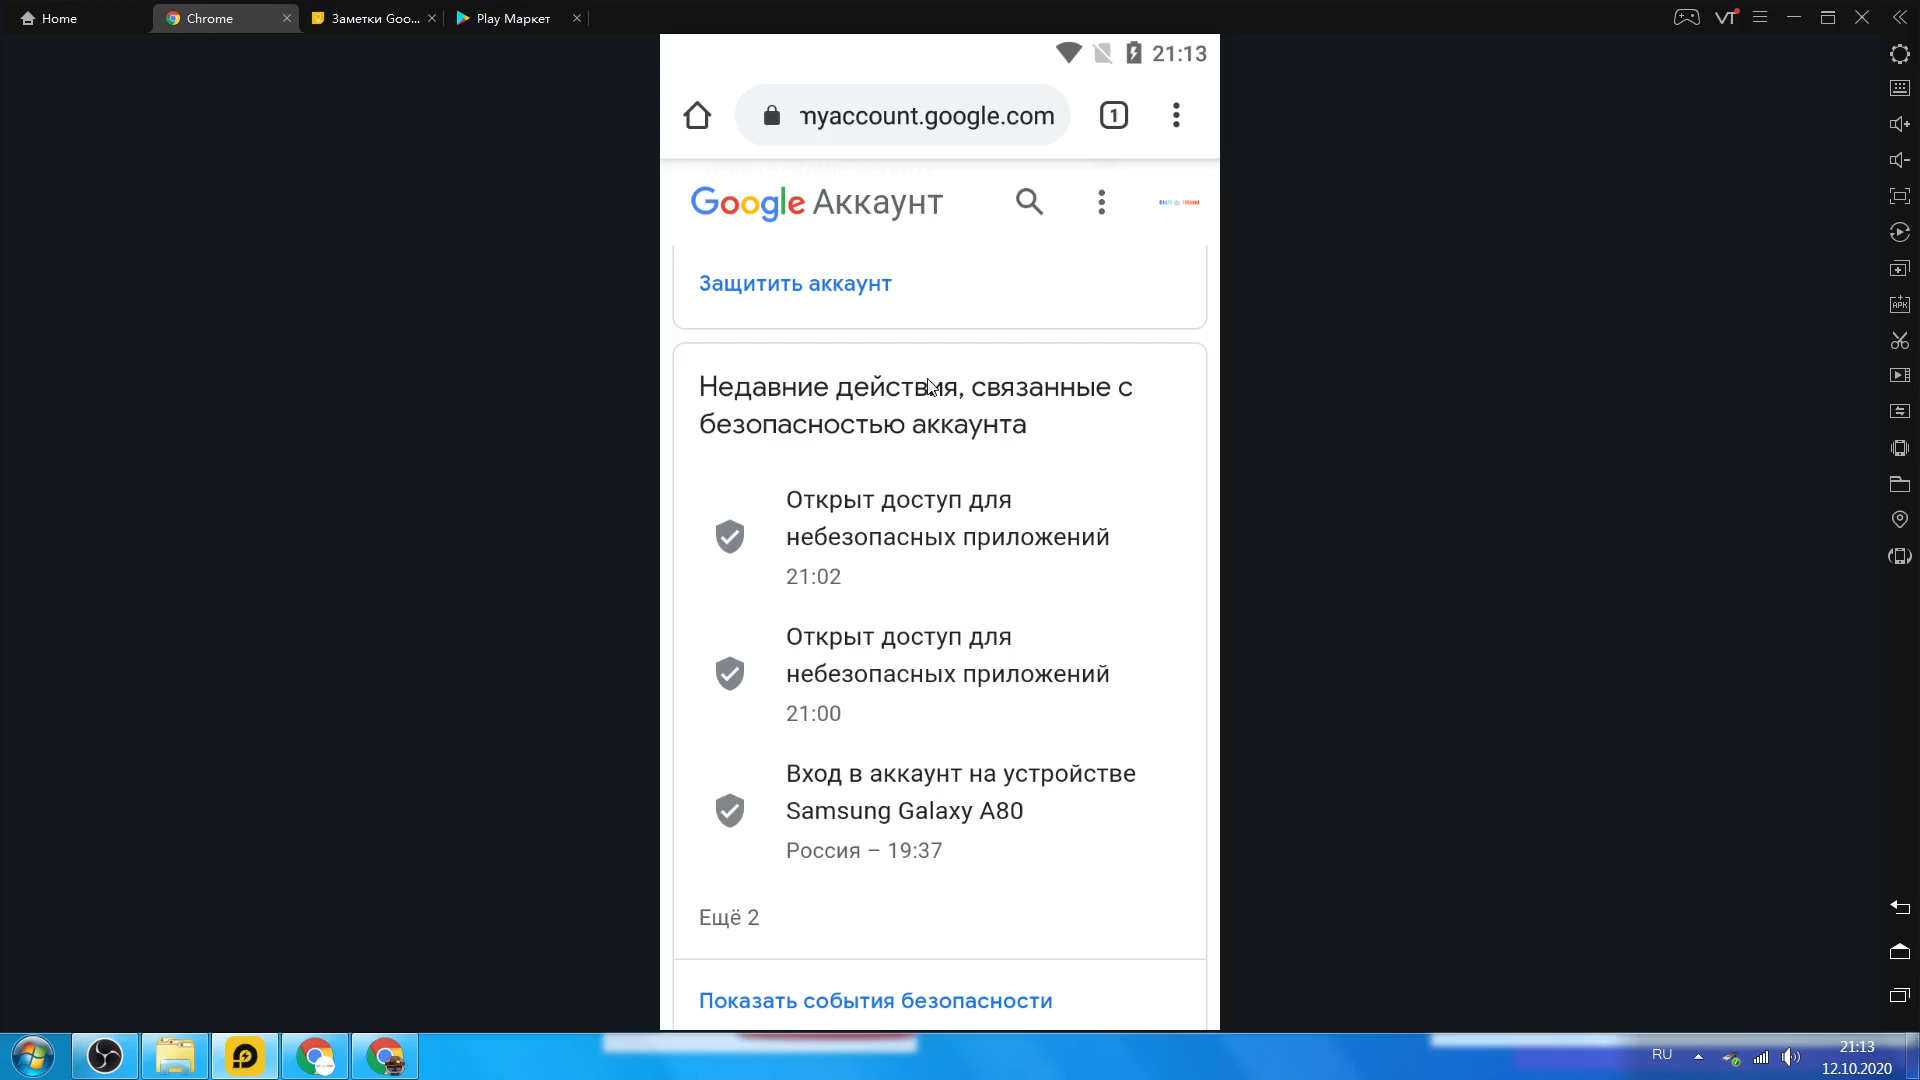 Home
Chrome
Заметки Goo...
Play Маркет
21:13
myaccount.google.com
1
Google Аккаунт
Защитить аккаунт
Недавние действия, связанные с
безопасностью аккаунта
Открыт доступ для
небезопасных приложений
21:02
Открыт доступ для
небезопасных приложений
21:00
Вход в аккаунт на устройстве
Samsung Galaxy A80
Россия – 19:37
Ещё 2
Показать события безопасности
VT
APK
RU
21:13
12.10.2020